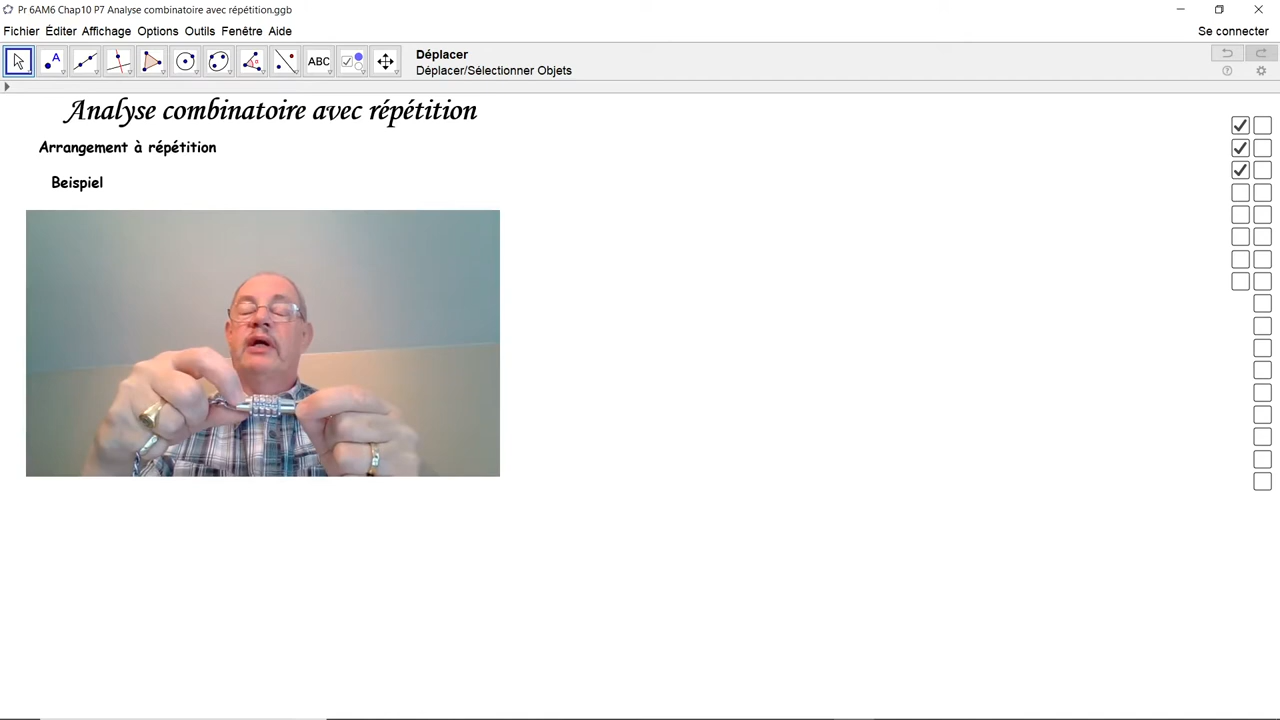 Pr 6AM6 Chap10 P7 Analyse combinatoire avec répétition.ggb
Fichier Éditer Affichage Options Outils Fenêtre Aide
Se connecter
A
ABC
Déplacer
Déplacer/Sélectionner Objets
Analyse combinatoire avec répétition
Arrangement à répétition
Beispiel